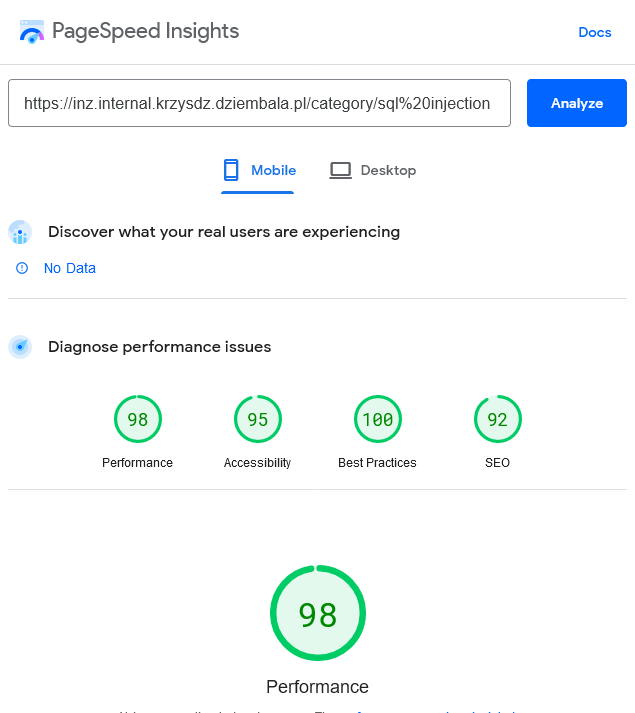 PageSpeed Insights
Docs
https://inz.internal.krzysdz.dziembala.pl/category/sql%20injection
Analyze
Mobile
Desktop
Discover what your real users are experiencing
No Data
Diagnose performance issues
98
95
100
92
Performance
Accessibility
Best Practices
SEO
98
Performance